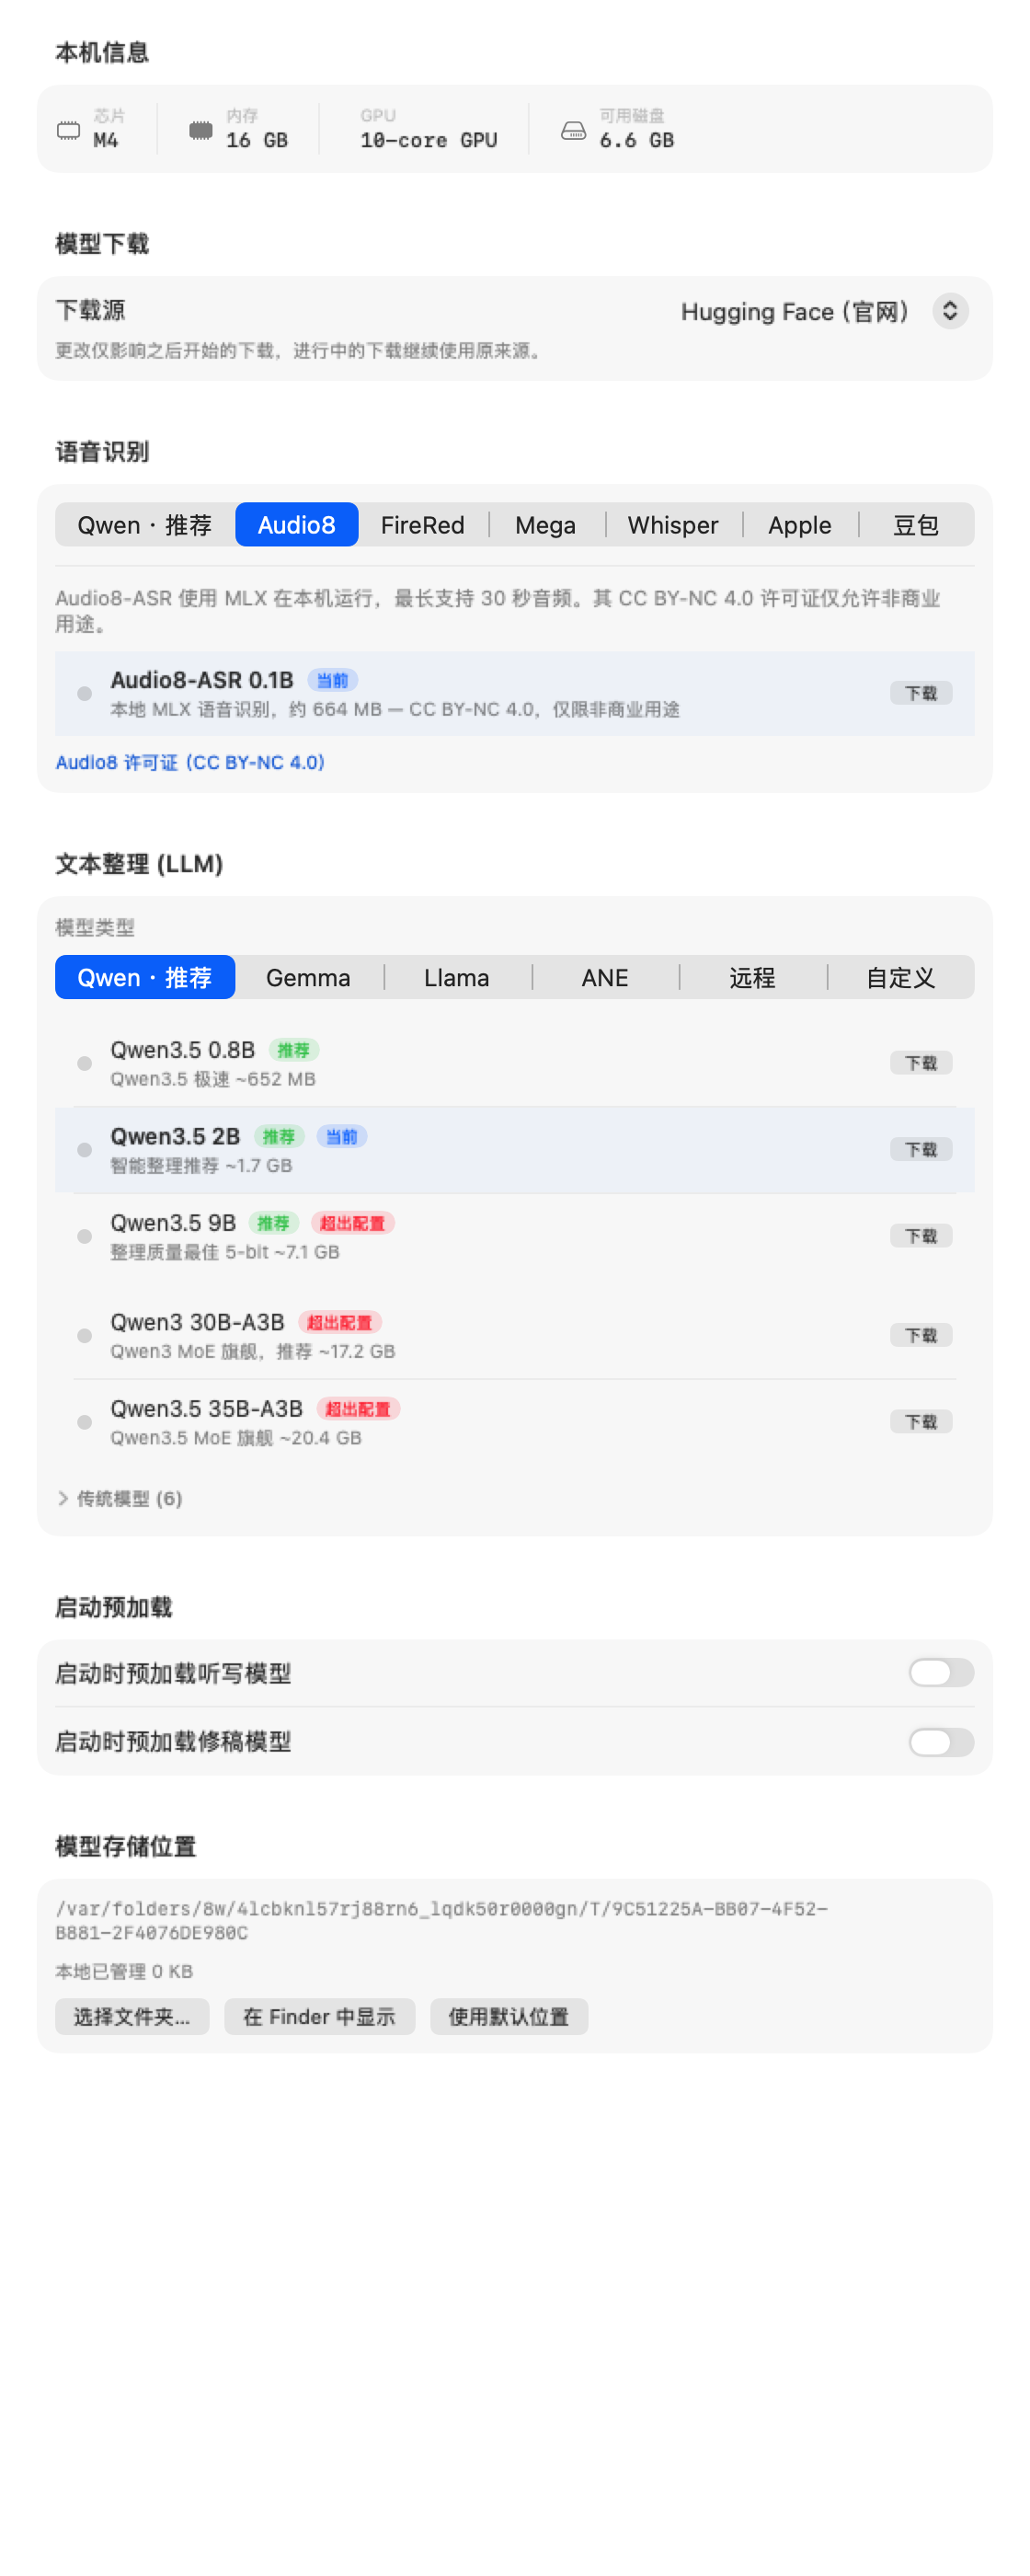 本机信息
芯片
M4
内存
16 GB
GPU
10-core GPU
可用磁盘
6.6 GB
模型下载
下载源
Hugging Face (官网)
更改仅影响之后开始的下载，进行中的下载继续使用原来源。
语音识别
Qwen · 推荐
Audio8
FireRed
Mega
Whisper
Apple
豆包
Audio8-ASR 使用 MLX 在本机运行，最长支持 30 秒音频。其 CC BY-NC 4.0 许可证仅允许非商业
用途。
Audio8-ASR 0.1B 当前
本地 MLX 语音识别，约 664 MB — CC BY-NC 4.0，仅限非商业用途
下载
Audio8 许可证 (CC BY-NC 4.0)
文本整理 (LLM)
模型类型
Qwen · 推荐
Gemma
Llama
ANE
远程
自定义
Qwen3.5 0.8B 推荐
Qwen3.5 极速 ~652 MB
下载
Qwen3.5 2B 推荐 当前
智能整理推荐 ~1.7 GB
下载
Qwen3.5 9B 推荐 超出配置
整理质量最佳 5-bit ~7.1 GB
下载
Qwen3 30B-A3B 超出配置
Qwen3 MoE 旗舰，推荐 ~17.2 GB
下载
Qwen3.5 35B-A3B 超出配置
Qwen3.5 MoE 旗舰 ~20.4 GB
下载
传统模型 (6)
启动预加载
启动时预加载听写模型
启动时预加载修稿模型
模型存储位置
/var/folders/8w/4lcbknl57rj88rn6_lqdk50r0000gn/T/9C51225A-BB07-4F52-
B881-2F4076DE980C
本地已管理 0 KB
选择文件夹...
在 Finder 中显示
使用默认位置